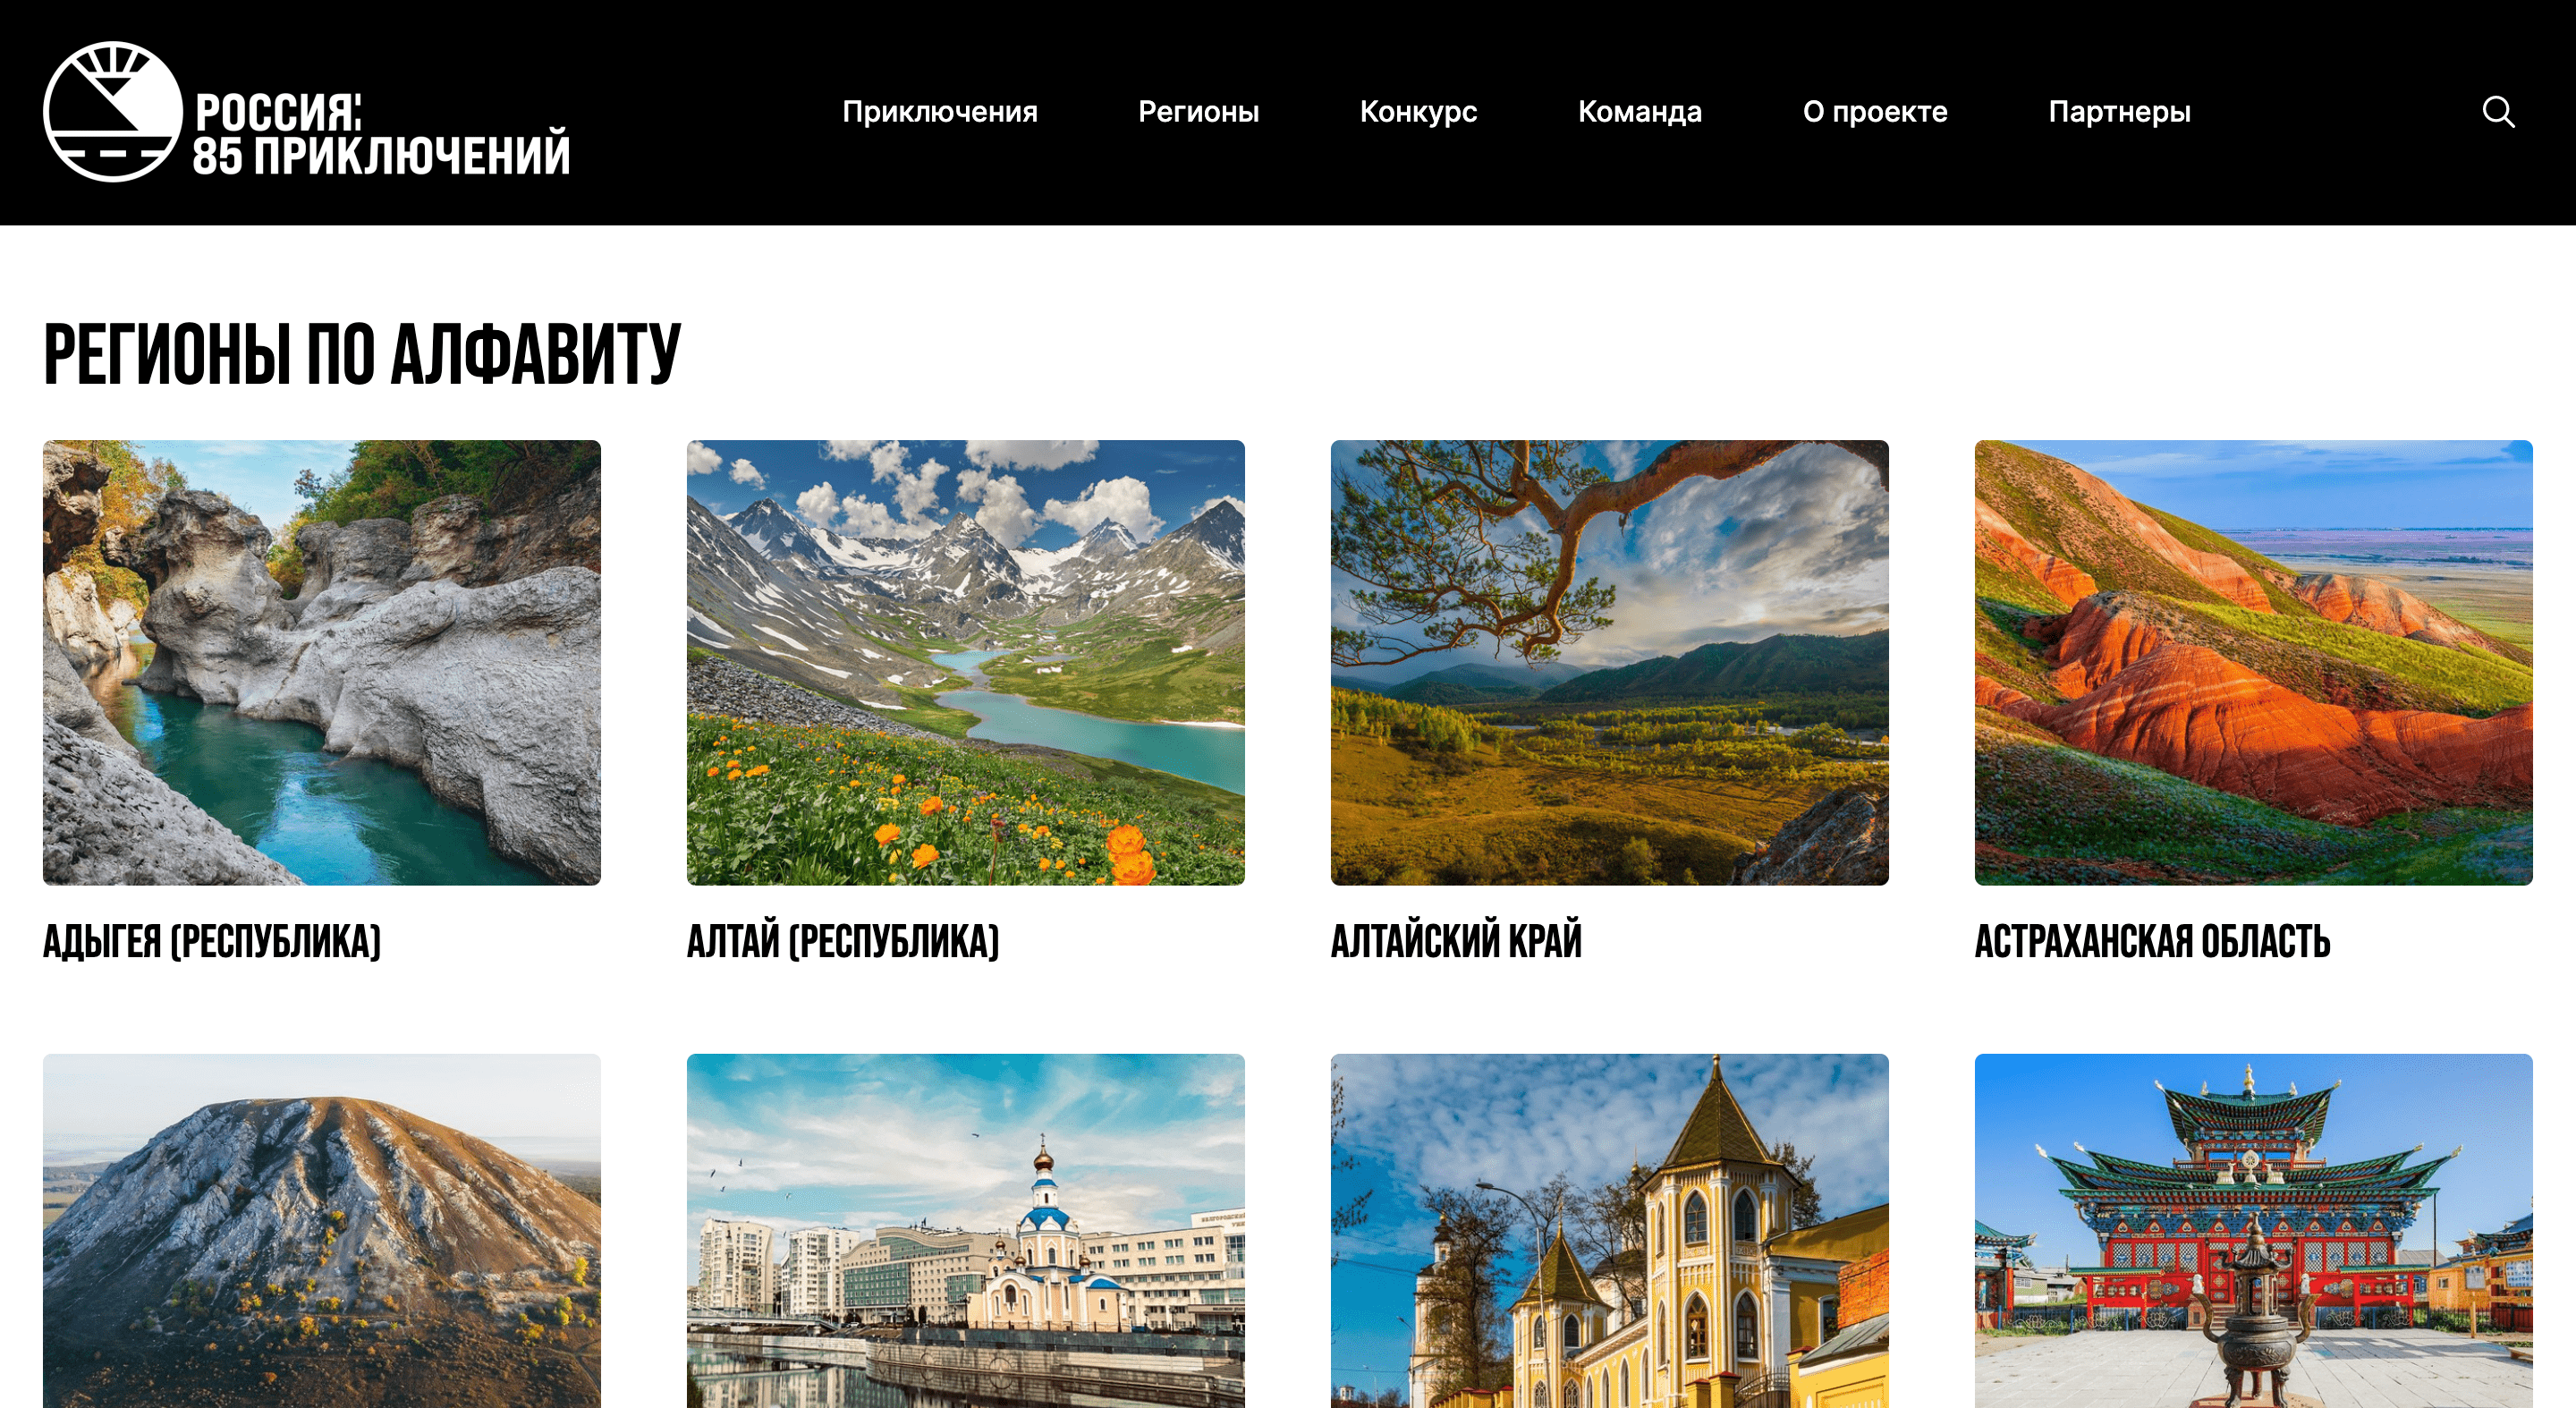 РОССИЯ:
85 ПРИКЛЮЧЕНИЙ
Приключения
Регионы
Конкурс
Команда
О проекте
Партнеры
РЕГИОНЫ ПО АЛФАВИТУ
АДЫГЕЯ (РЕСПУБЛИКА)
АЛТАЙ (РЕСПУБЛИКА)
АЛТАЙСКИЙ КРАЙ
АСТРАХАНСКАЯ ОБЛАСТЬ